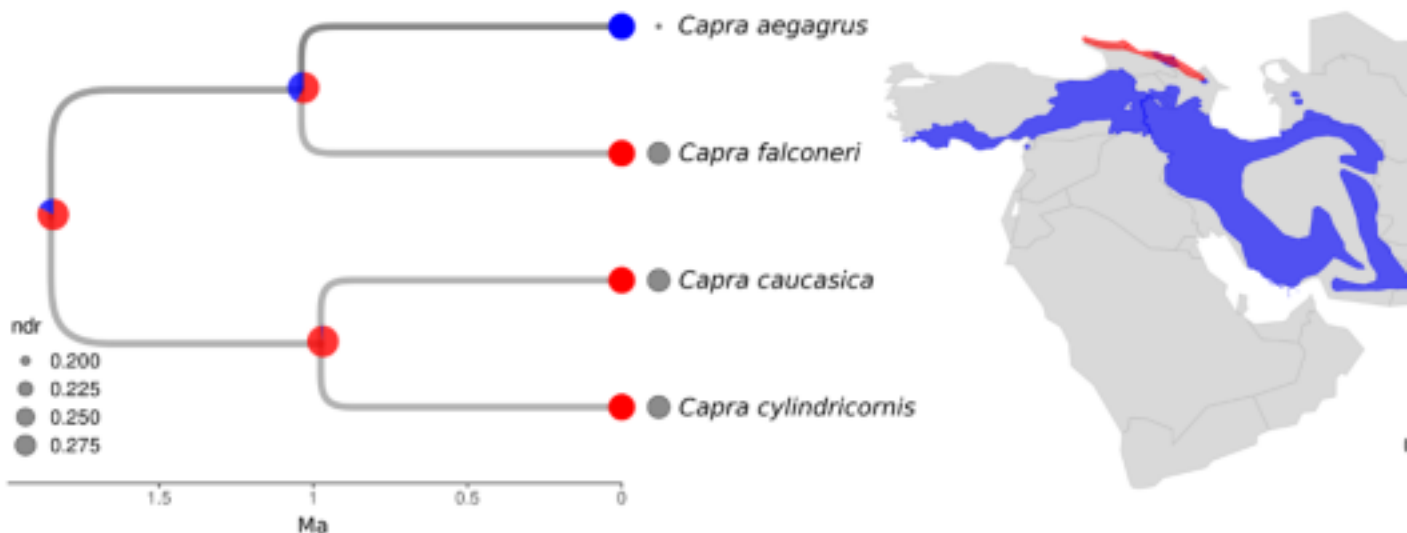 Capra aegagrus
Capra falconeri
Capra caucasica
Capra cylindricornis
ndr
0.200
0.225
0.250
0.275
1.5 1 0.5 0
Ma